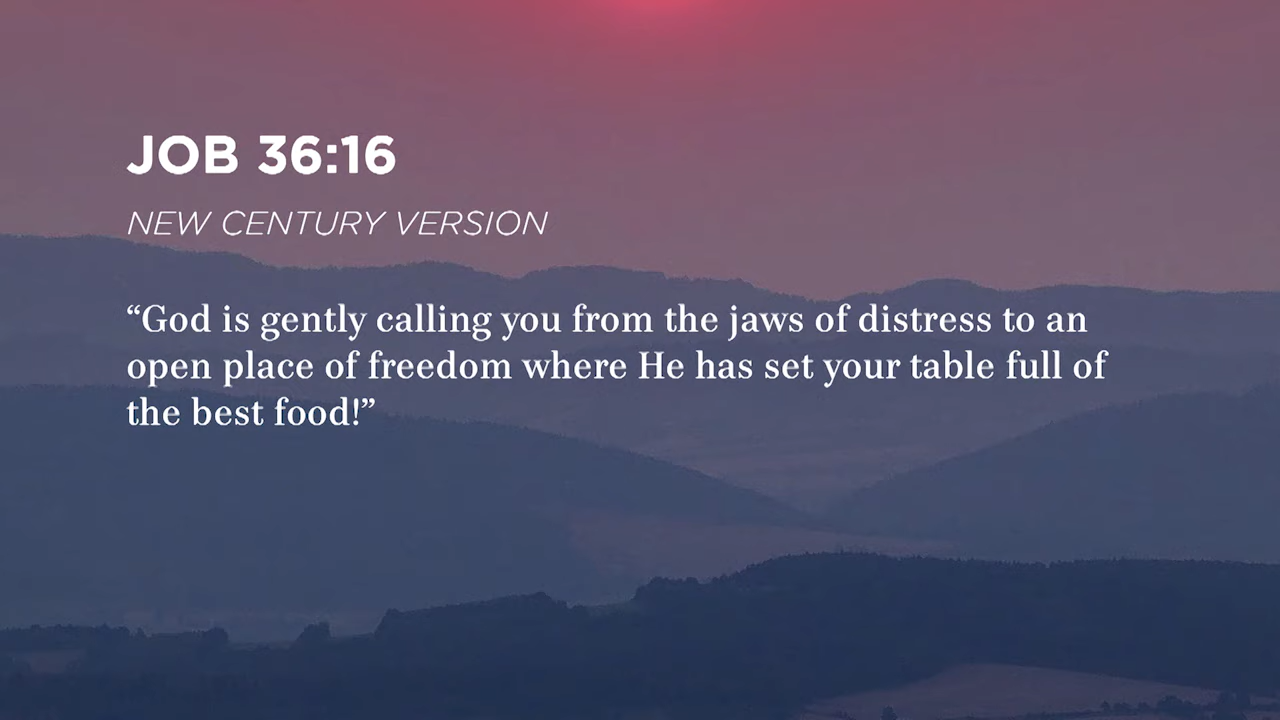 JOB 36:16
NEW CENTURY VERSION
“God is gently calling you from the jaws of distress to an
open place of freedom where He has set your table full of
the best food!”